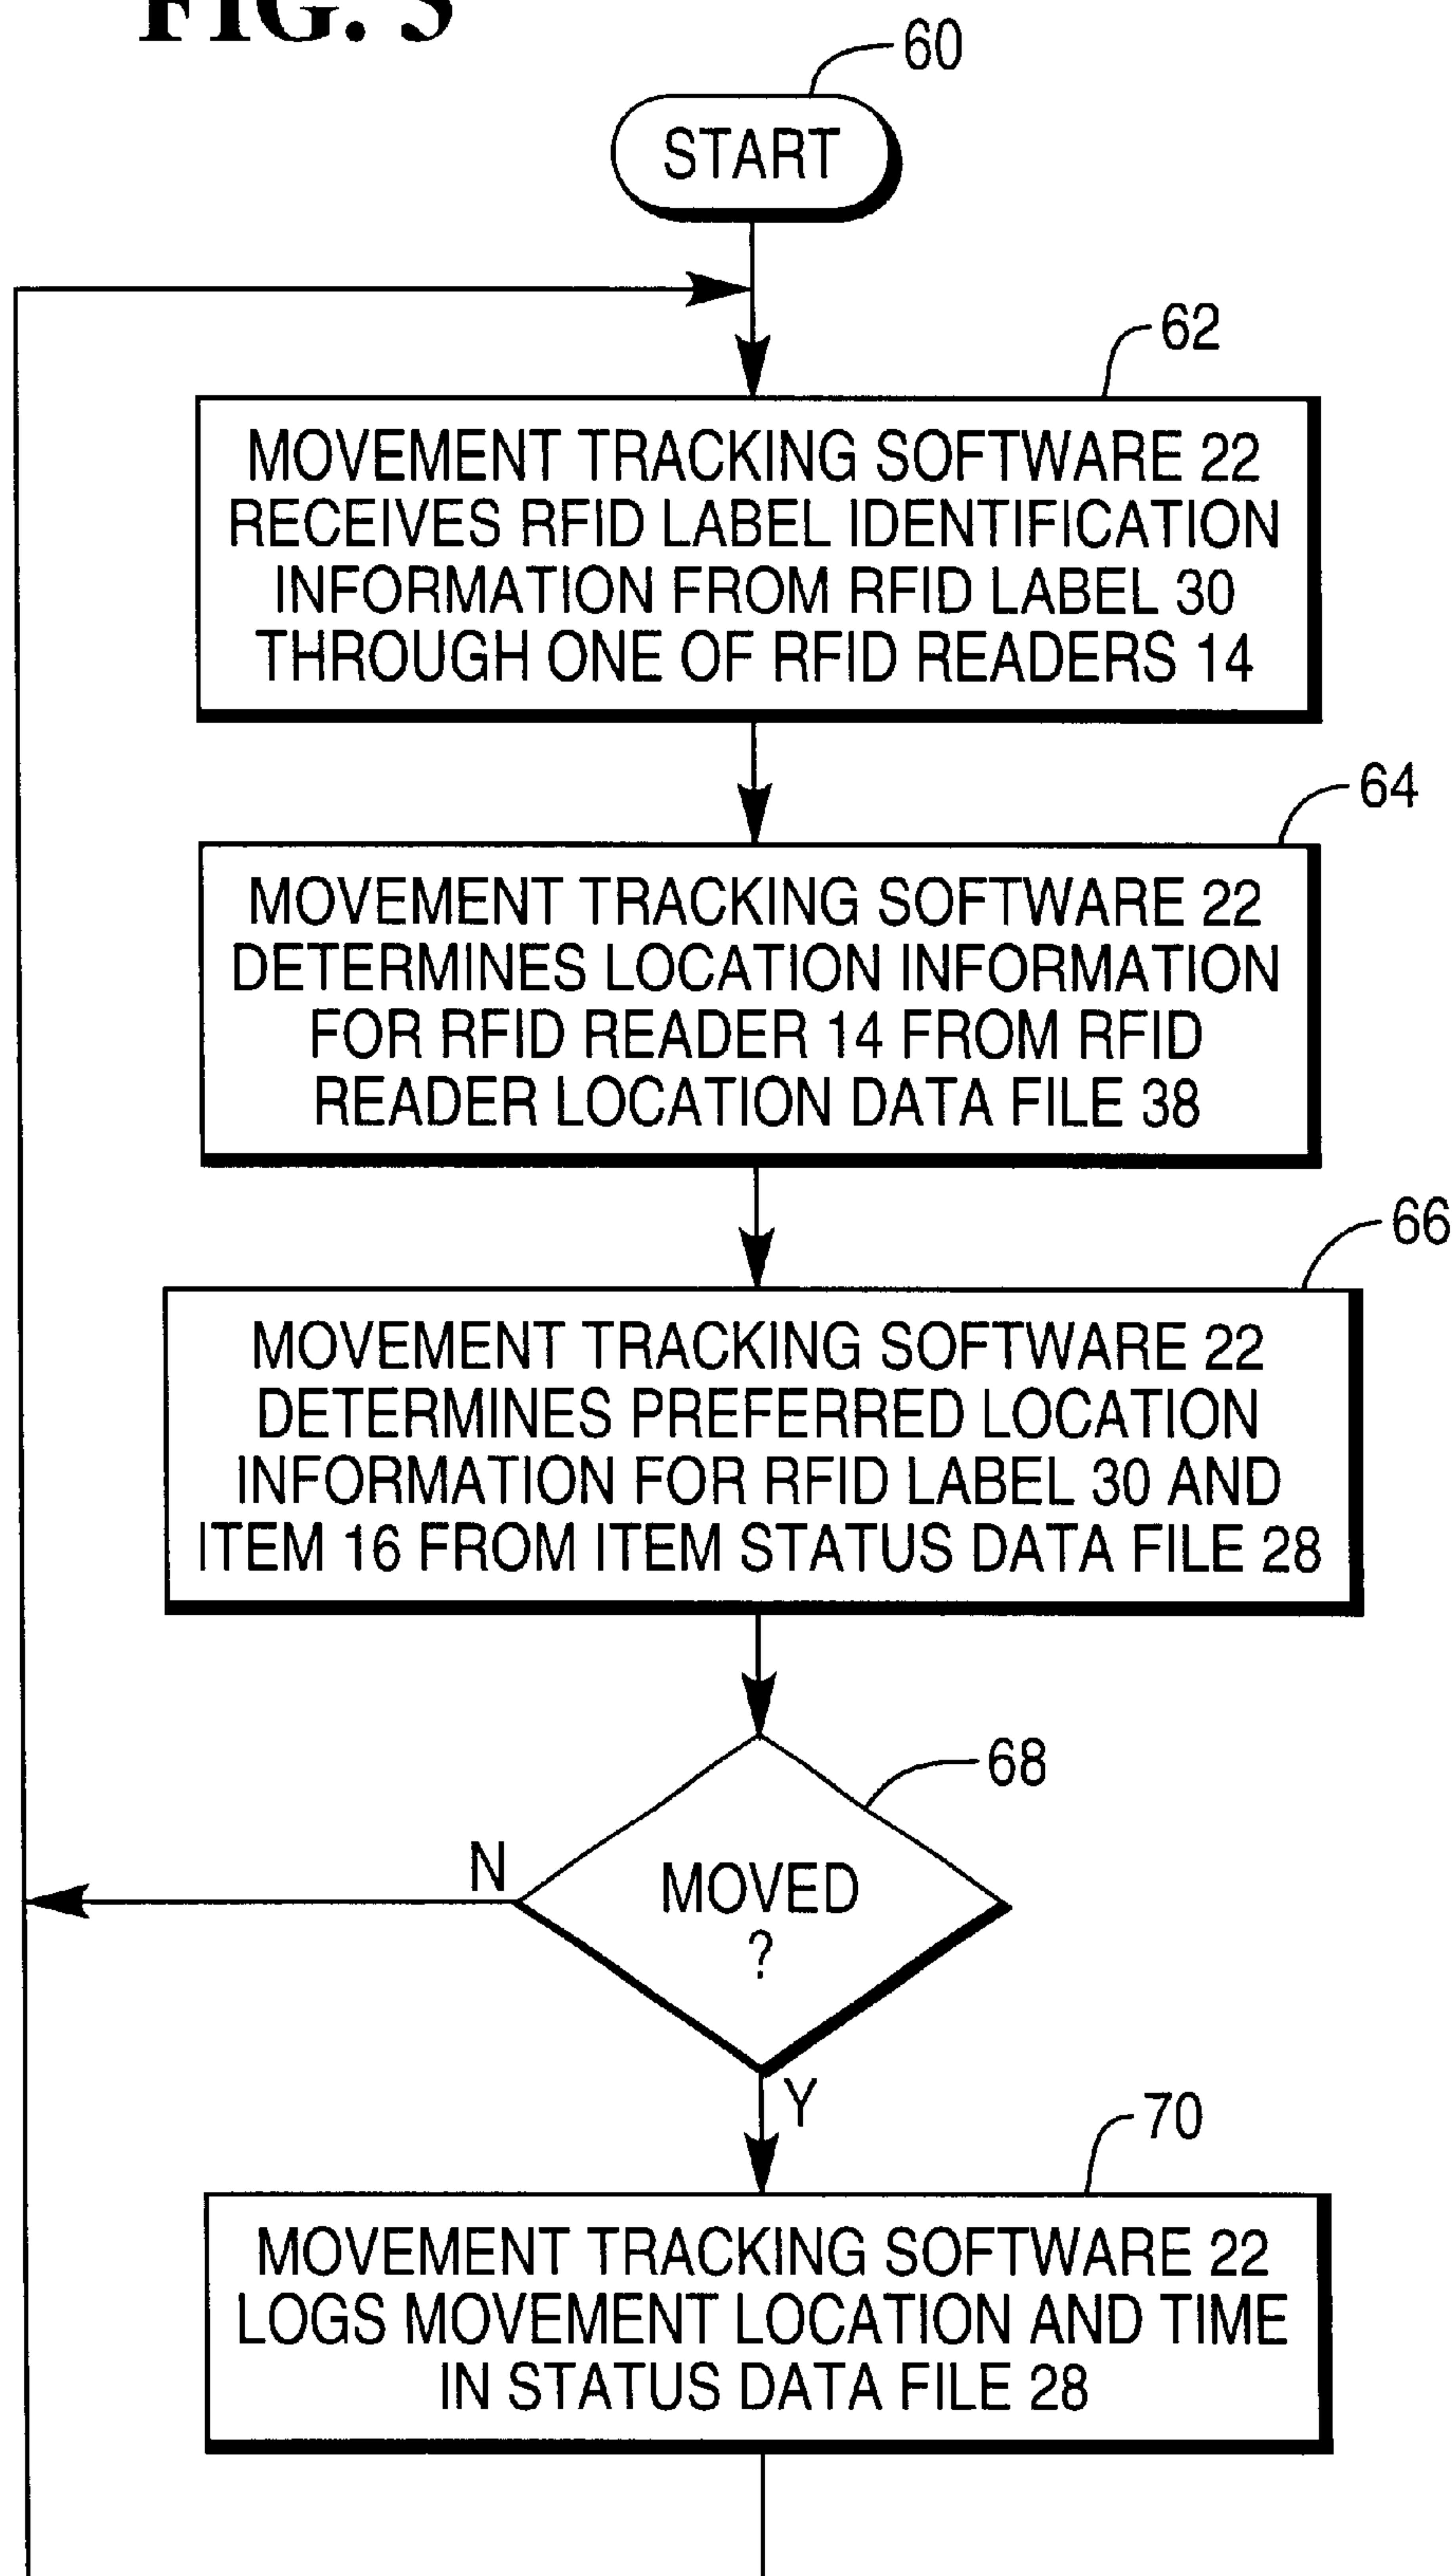 FIG.
60
START
62
MOVEMENT TRACKING SOFTWARE 22
RECEIVES RFID LABEL IDENTIFICATION
INFORMATION FROM RFID LABEL 30
THROUGH ONE OF RFID READERS 14
64
MOVEMENT TRACKING SOFTWARE 22
DETERMINES LOCATION INFORMATION
FOR RFID READER 14 FROM RFID
READER LOCATION DATA FILE 38
66
MOVEMENT TRACKING SOFTWARE 22
DETERMINES PREFERRED LOCATION
INFORMATION FOR RFID LABEL 30 AND
ITEM 16 FROM ITEM STATUS DATA FILE 28
68
N
MOVED
?
Y
70
MOVEMENT TRACKING SOFTWARE 22
LOGS MOVEMENT LOCATION AND TIME
IN STATUS DATA FILE 28